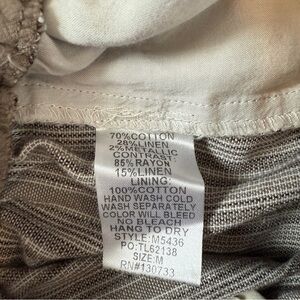 70%COTTON
28%LINEN
2%METALLIC
CONTRAST:
85%RAYON
15%LINEN
LINING:
100%COTTON
HAND WASH COLD
WASH SEPARATELY
COLOR WILL BLEED
NO BLEACH
HANG TO DRY
STYLE:M5436
PO:TL62138
SIZE:M
RN#130733